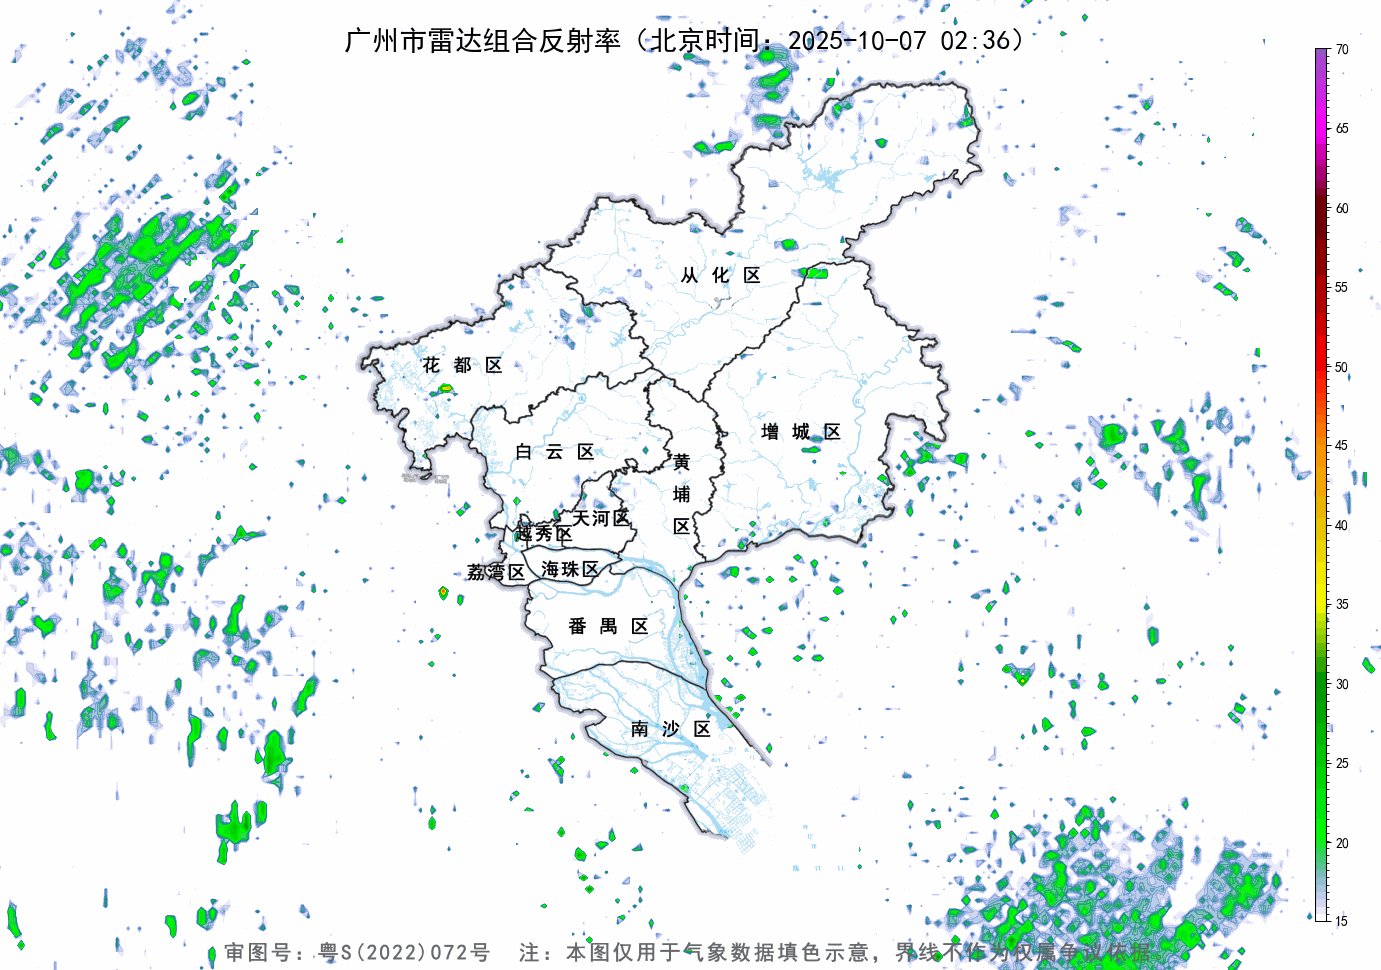 广州市雷达组合反射率（北京时间：2025-10-07 02:36）
70
65
60
55
50
45
40
35
30
25
20
15
从化区
花都区
增城区
白云区
黄埔区
天河区
越秀区
海珠区
荔湾区
番禺区
南沙区
审图号：粤S(2022)072号 注：本图仅用于气象数据填色示意，界线不作为权属争议依据。